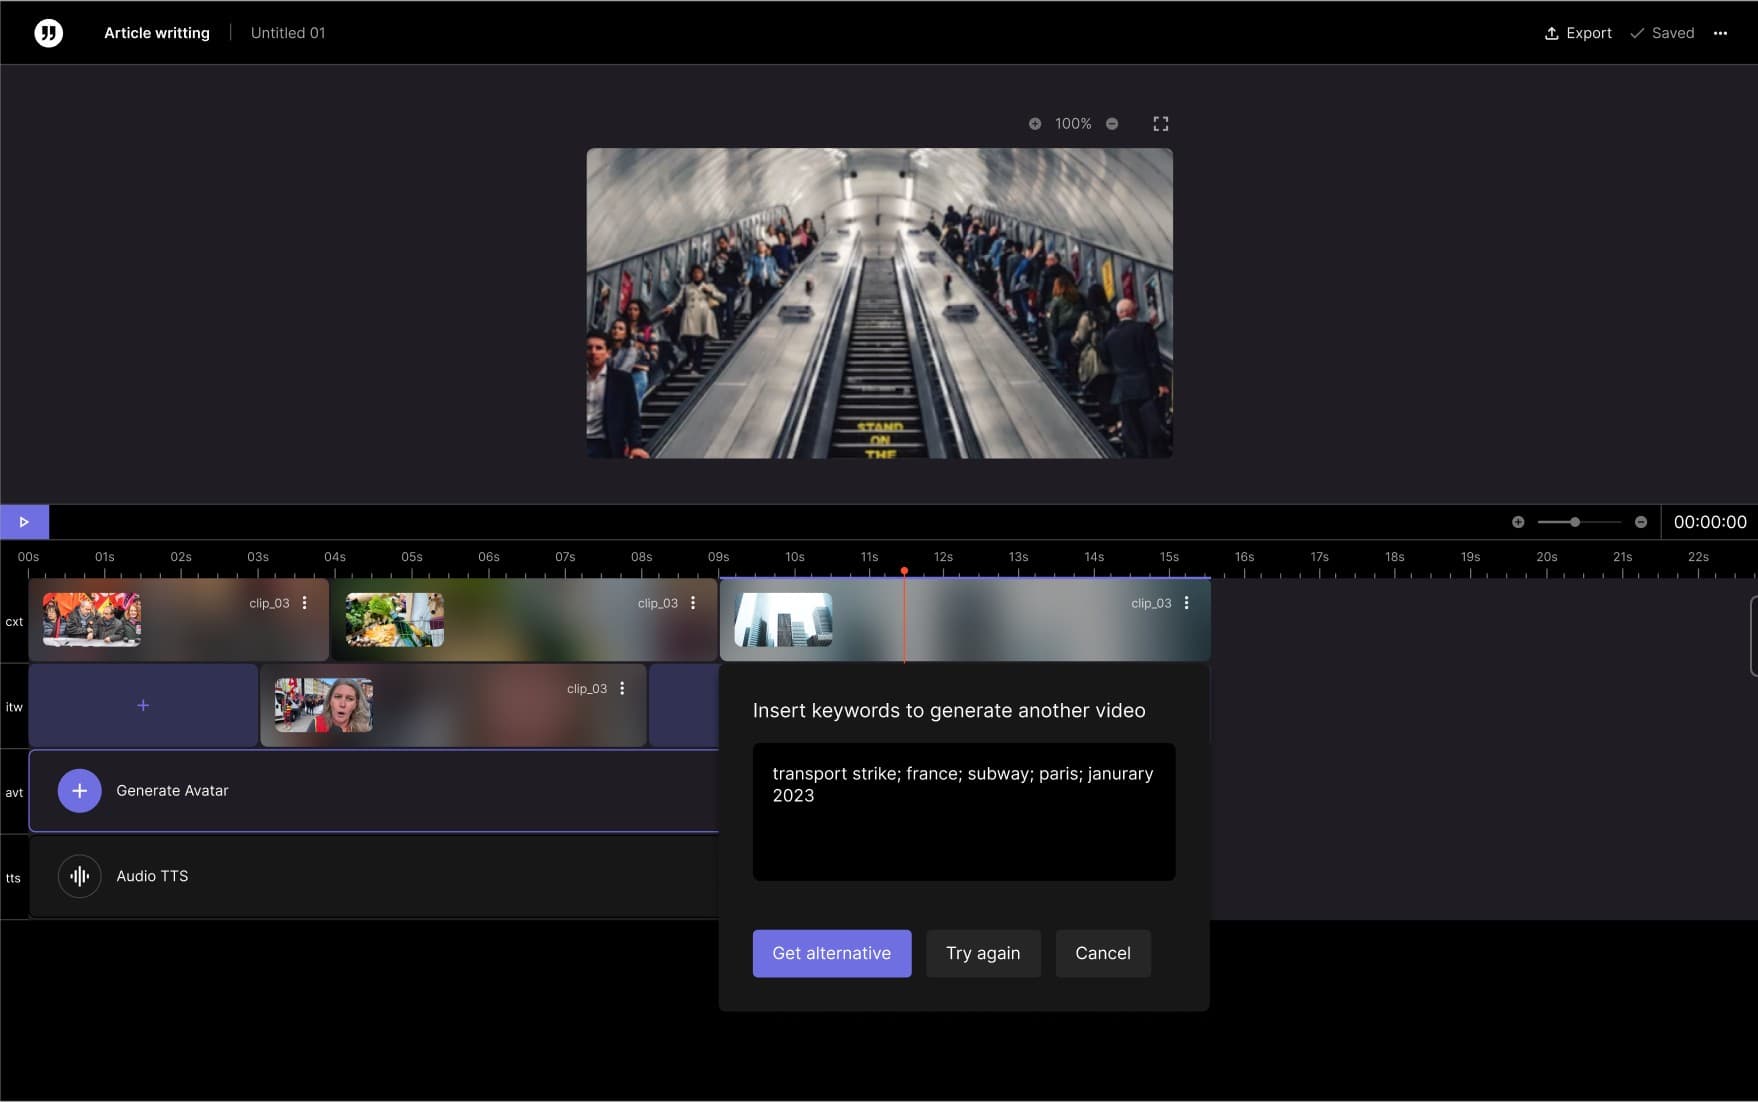 Article writting
Untitled 01
Export
Saved
100%
STAND
ON
THE
00:00:00
00s 01s 02s 03s 04s 05s 06s 07s 08s 09s 10s 11s 12s 13s 14s 15s 16s 17s 18s 19s 20s 21s 22s
cxt
clip_03
clip_03
clip_03
itw
clip_03
avt
Generate Avatar
tts
Audio TTS
Insert keywords to generate another video
transport strike; france; subway; paris; janurary
2023
Get alternative
Try again
Cancel